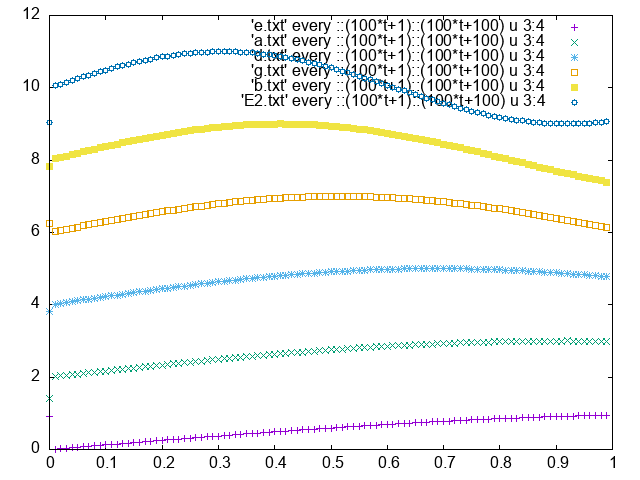 'e.txt' every ::(100*t+1)::(100*t+100) u 3:4
'a.txt' every ::(100*t+1)::(100*t+100) u 3:4
'd.txt' every ::(100*t+1)::(100*t+100) u 3:4
'g.txt' every ::(100*t+1)::(100*t+100) u 3:4
'b.txt' every ::(100*t+1)::(100*t+100) u 3:4
'E2.txt' every ::(100*t+1)::(100*t+100) u 3:4
12
10
8
6
4
2
0
0 0.1 0.2 0.3 0.4 0.5 0.6 0.7 0.8 0.9 1